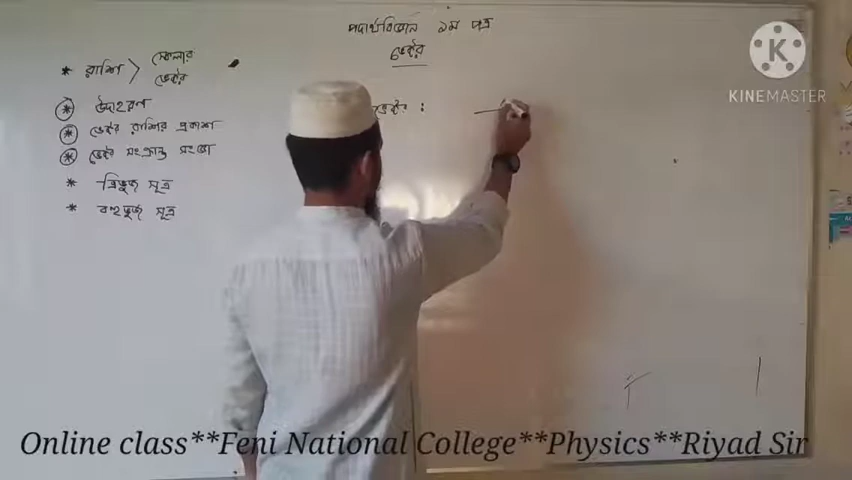 পদার্থবিজ্ঞান ১ম পত্র
ভেক্টর
* রাশি > স্কেলার
ভেক্টর
* উদাহরণ
* ভেক্টর রাশির প্রকাশ
* ভেক্টর সংক্রান্ত সংজ্ঞা
* ত্রিভুজ সূত্র
* বহুভুজ সূত্র
ভেক্টর :
K
KINEMASTER
Online class**Feni National College**Physics**Riyad Sir